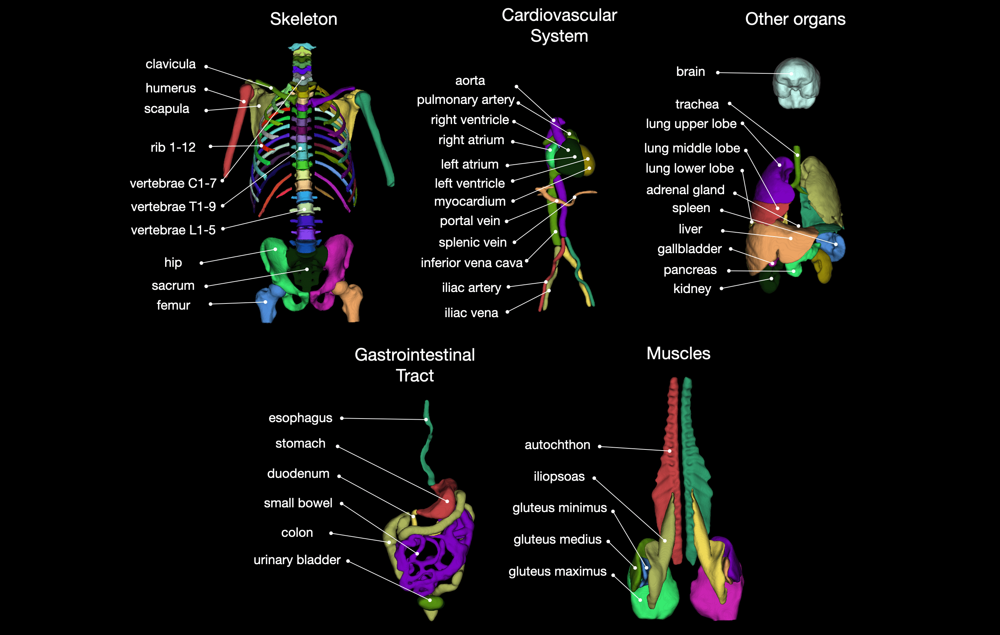 Skeleton
clavicula
humerus
scapula
rib 1-12
vertebrae C1-7
vertebrae T1-9
vertebrae L1-5
hip
sacrum
femur
Cardiovascular
System
aorta
pulmonary artery
right ventricle
right atrium
left atrium
left ventricle
myocardium
portal vein
splenic vein
inferior vena cava
iliac artery
iliac vena
Other organs
brain
trachea
lung upper lobe
lung middle lobe
lung lower lobe
adrenal gland
spleen
liver
gallbladder
pancreas
kidney
Gastrointestinal
Tract
esophagus
stomach
duodenum
small bowel
colon
urinary bladder
Muscles
autochthon
iliopsoas
gluteus minimus
gluteus medius
gluteus maximus